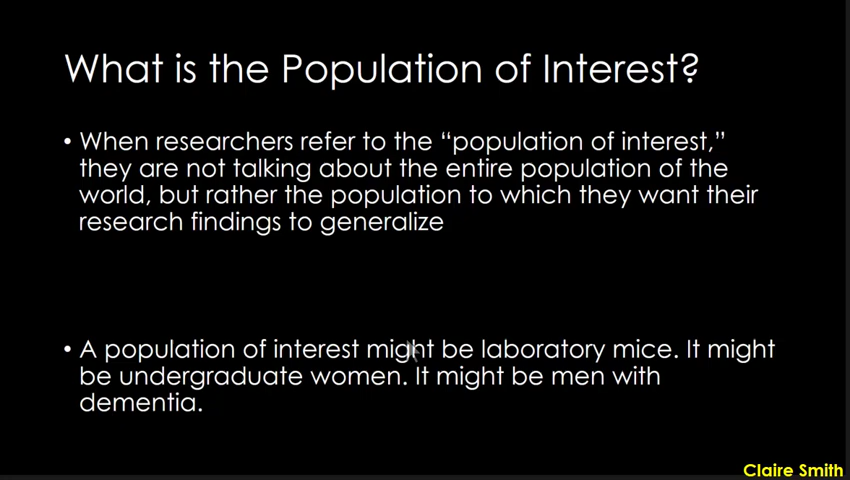 What is the Population of Interest?
• When researchers refer to the “population of interest,”
they are not talking about the entire population of the
world, but rather the population to which they want their
research findings to generalize
• A population of interest might be laboratory mice. It might
be undergraduate women. It might be men with
dementia.
Claire Smith